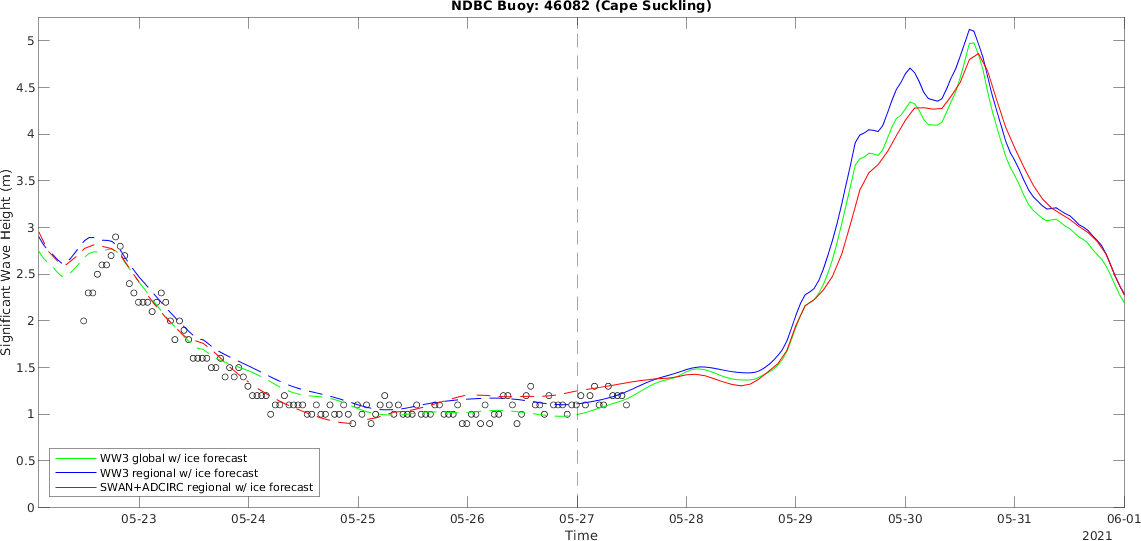 NDBC Buoy: 46082 (Cape Suckling)
Significant Wave Height (m)
5
4.5
4
3.5
3
2.5
2
1.5
1
0.5
0
WW3 global w/ ice forecast
WW3 regional w/ ice forecast
SWAN+ADCIRC regional w/ ice forecast
05-23 05-24 05-25 05-26 05-27 05-28 05-29 05-30 05-31 06-01
Time
2021